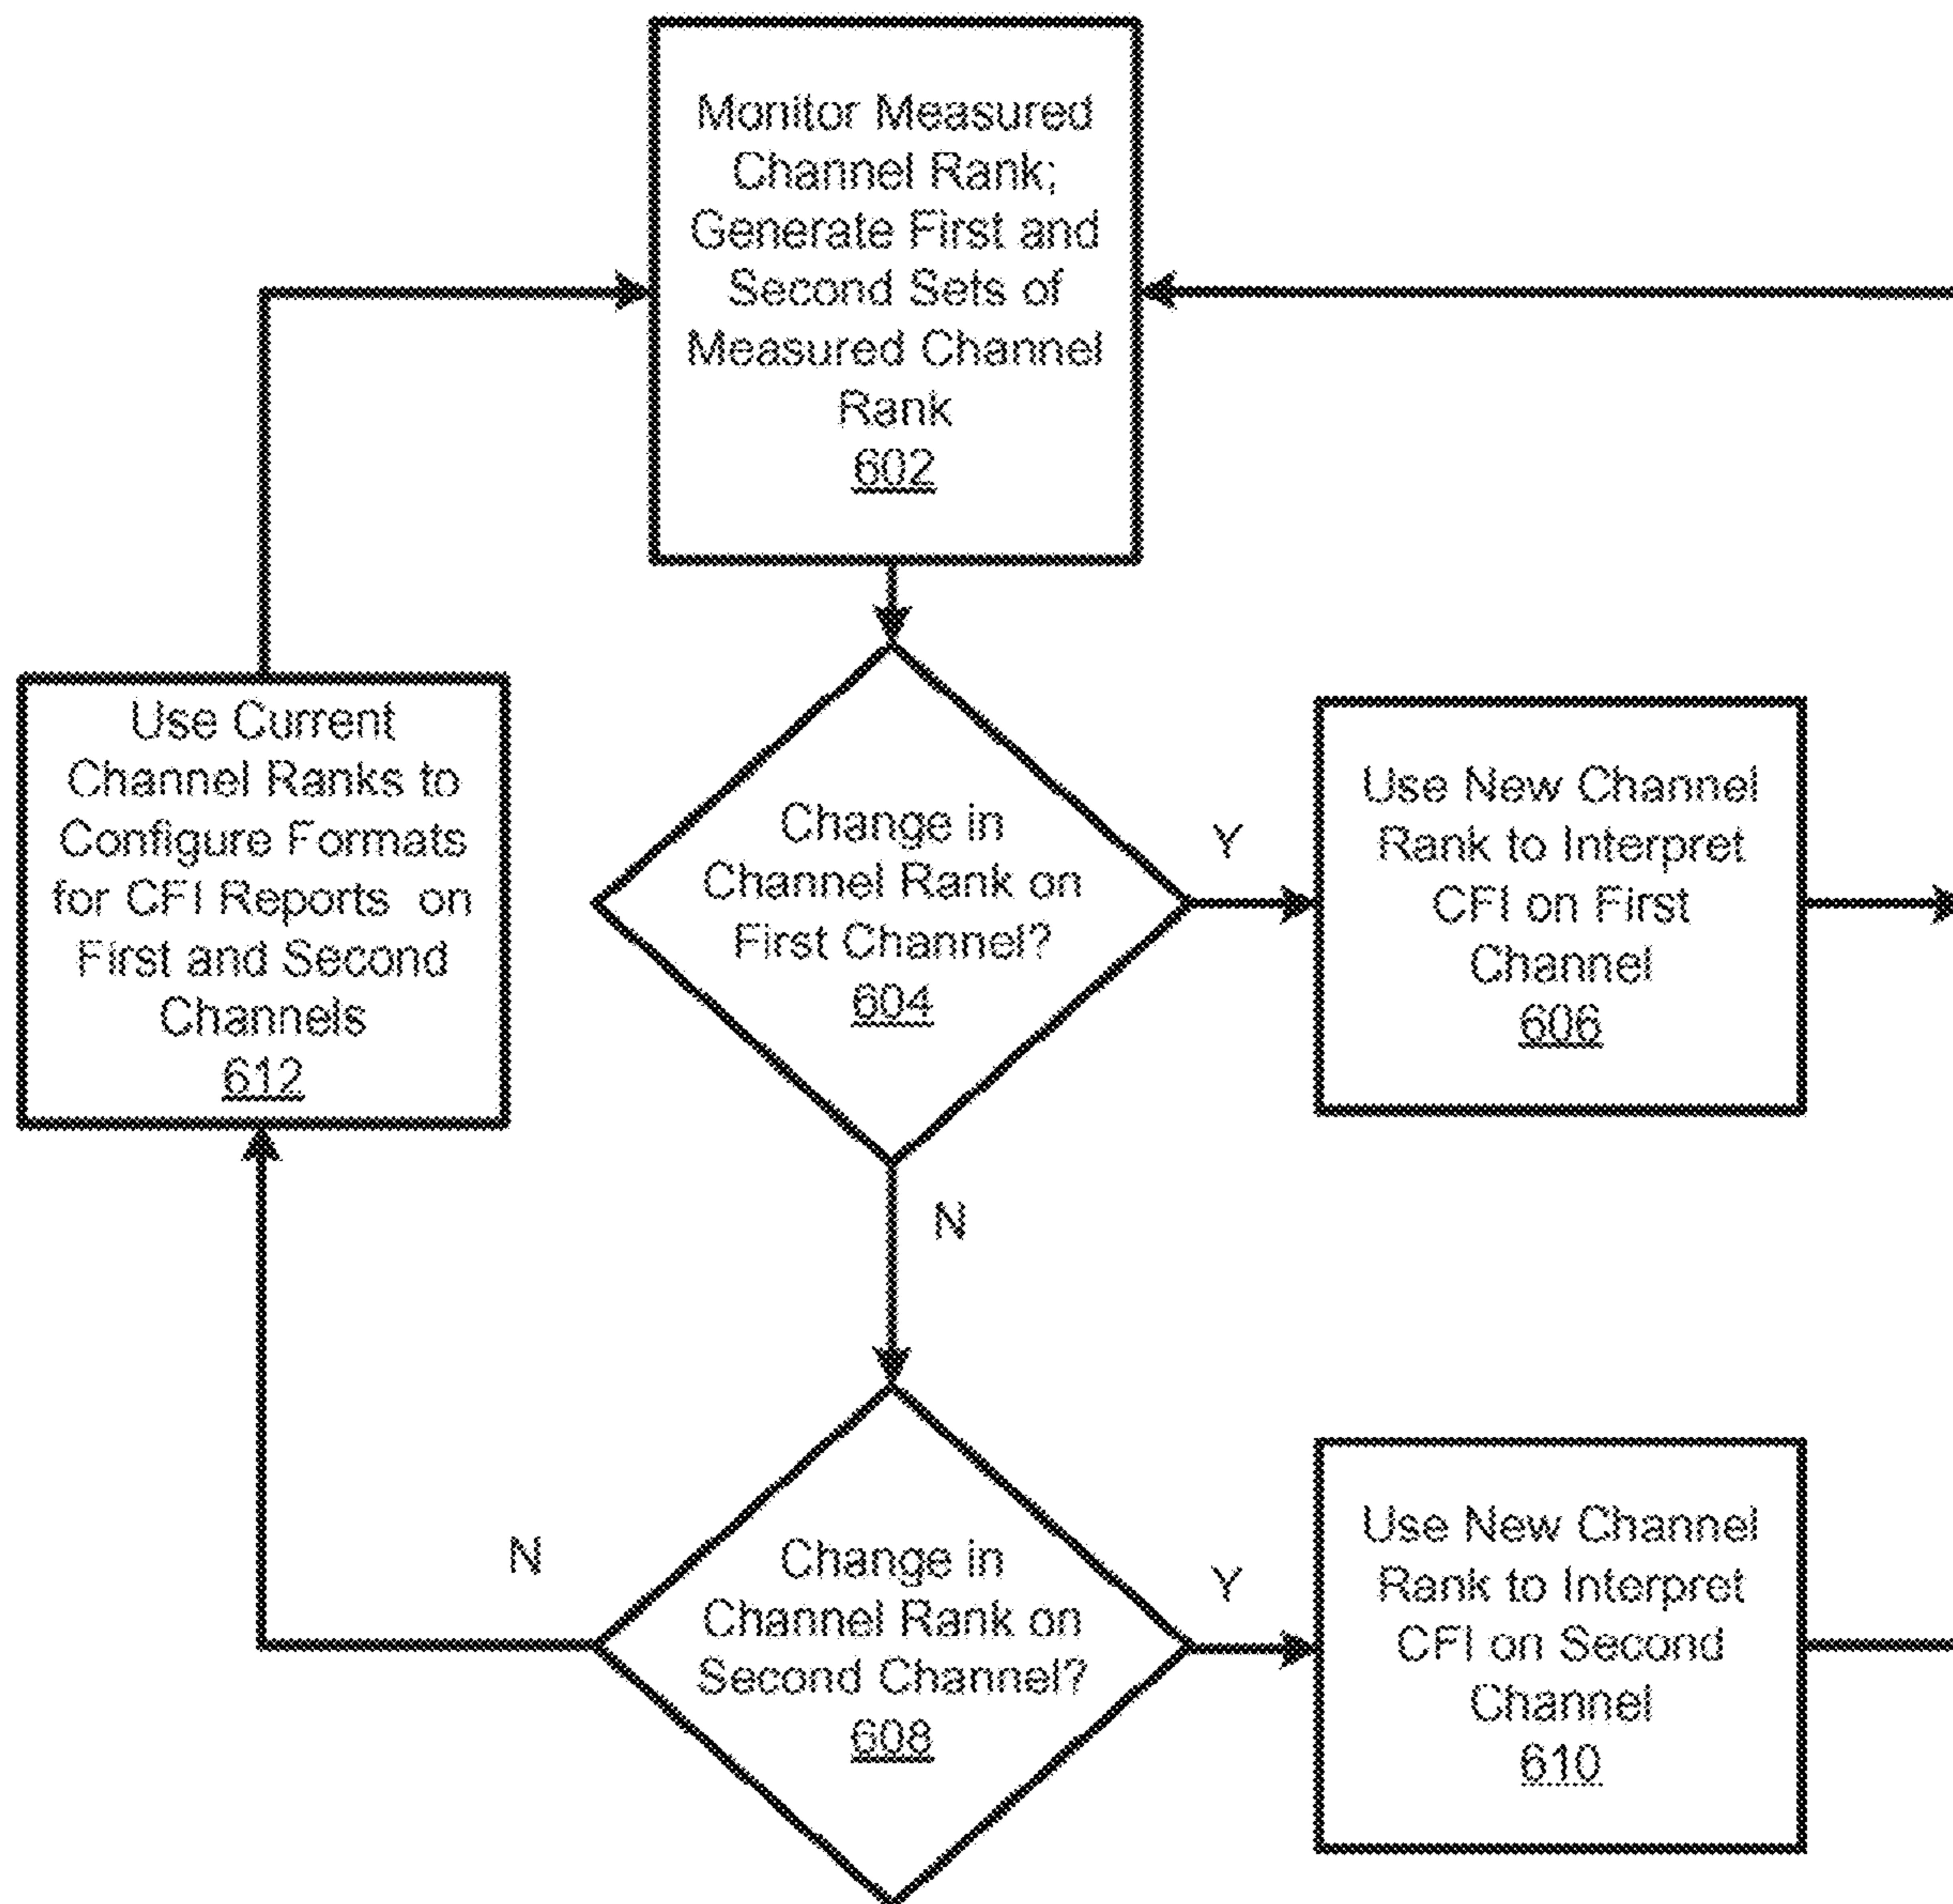 Monitor Measured
Channel Rank;
Generate First and
Second Sets of
Measured Channel
Rank
602
Use Current
Channel Ranks to
Configure Formats
for CFI Reports on
First and Second
Channels
612
Change in
Channel Rank on
First Channel?
604
Y
Use New Channel
Rank to Interpret
CFI on First
Channel
606
N
N
Change in
Channel Rank on
Second Channel?
608
Y
Use New Channel
Rank to Interpret
CFI on Second
Channel
610